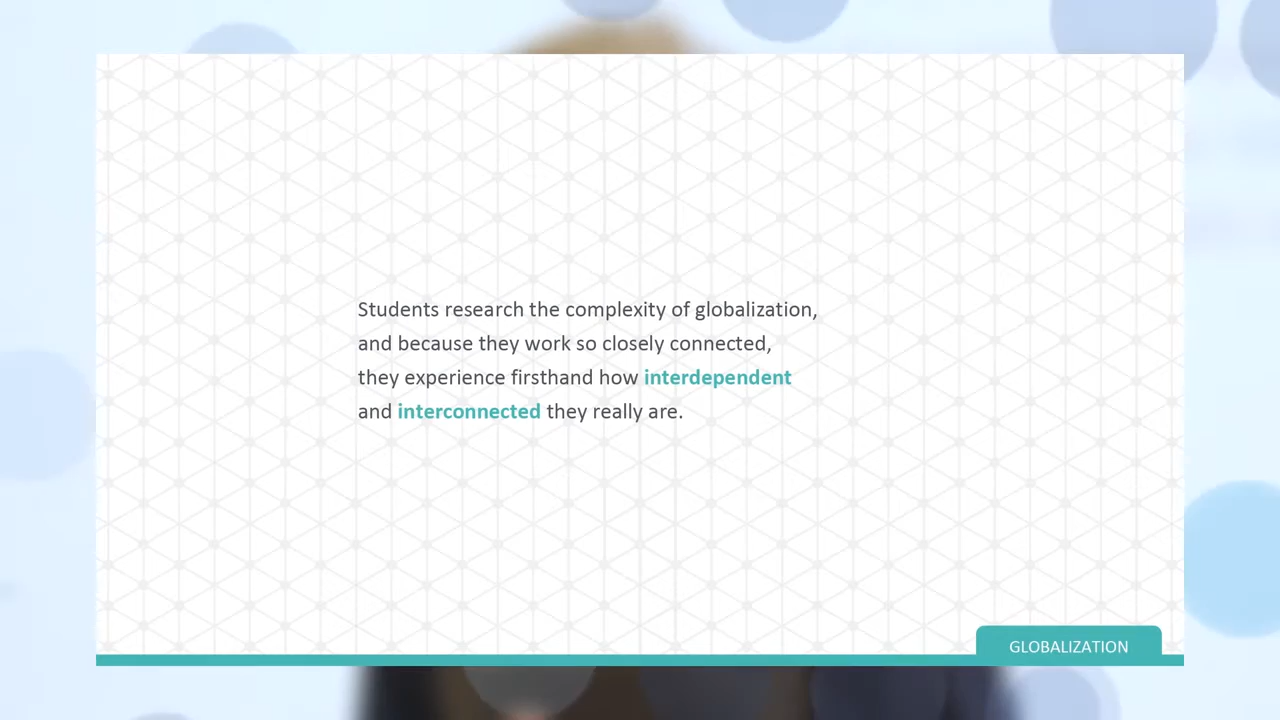 Students research the complexity of globalization,
and because they work so closely connected,
they experience firsthand how interdependent
and interconnected they really are.
GLOBALIZATION